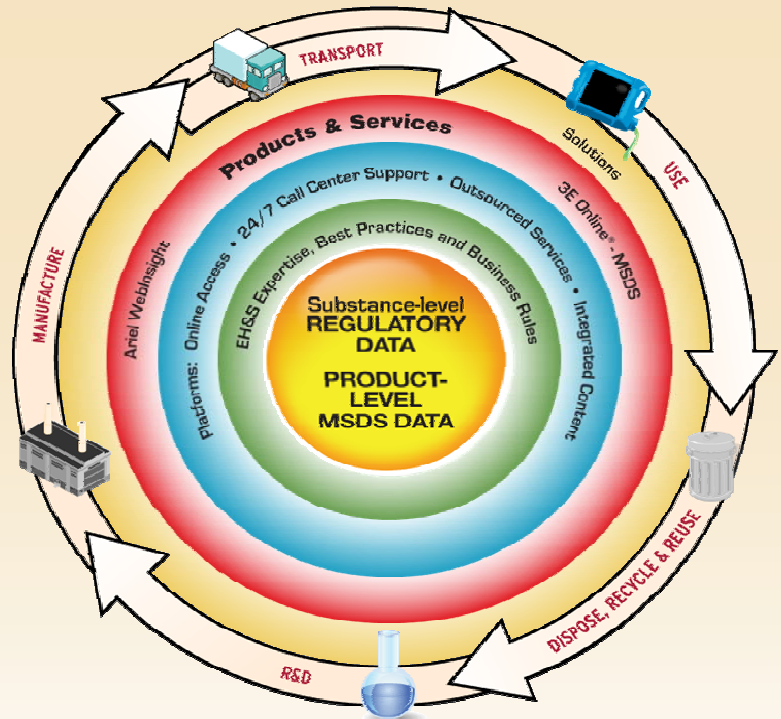 TRANSPORT
USE
DISPOSE, RECYCLE & REUSE
R&D
MANUFACTURE
Solutions
Products & Services
Ariel WebInsight
3E Online® - MSDS
Platforms: Online Access • 24/7 Call Center Support • Outsourced Services • Integrated Content
EH&S Expertise, Best Practices and Business Rules
Substance-level
REGULATORY
DATA
PRODUCT-
LEVEL
MSDS DATA